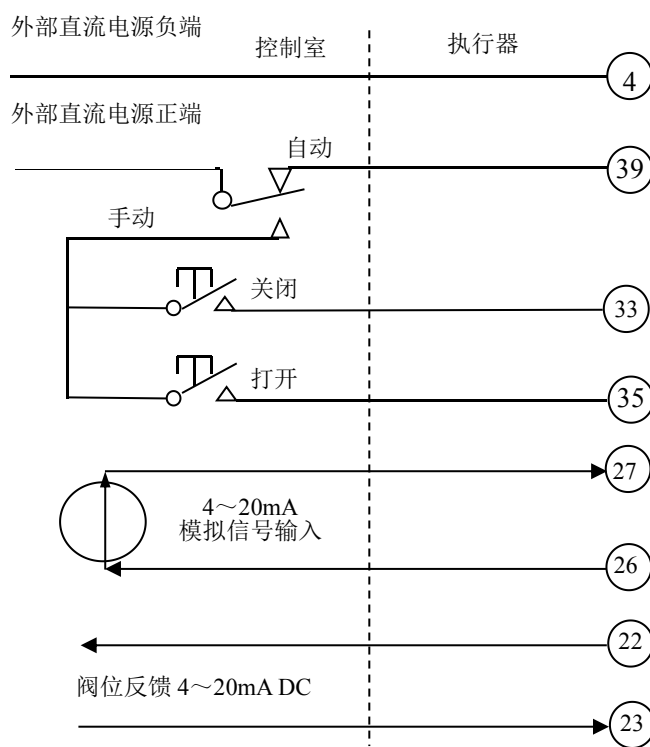 外部直流电源负端
控制室
执行器
4
外部直流电源正端
自动
39
手动
关闭
33
打开
35
27
4～20mA
模拟信号输入
26
22
阀位反馈 4～20mA DC
23